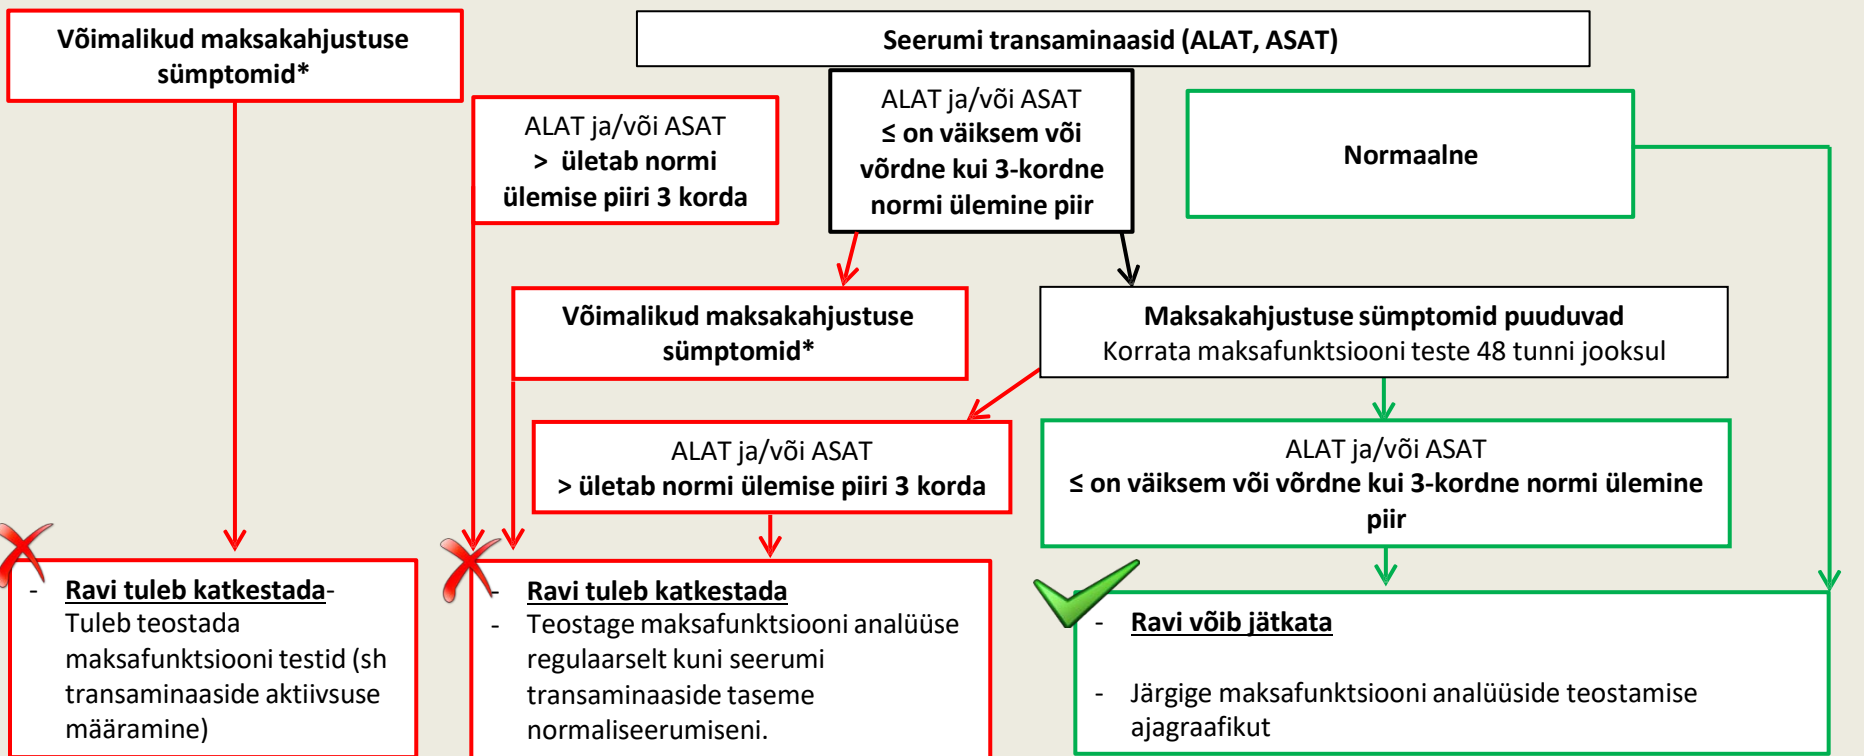 Võimalikud maksakahjustuse
sümptomid*
Seerumi transaminaasid (ALAT, ASAT)
ALAT ja/või ASAT
> ületab normi
ülemise piiri 3 korda
ALAT ja/või ASAT
≤ on väiksem või
võrdne kui 3-kordne
normi ülemine piir
Normaalne
Võimalikud maksakahjustuse
sümptomid*
Maksakahjustuse sümptomid puuduvad
Korrata maksafunktsiooni teste 48 tunni jooksul
ALAT ja/või ASAT
> ületab normi ülemise piiri 3 korda
ALAT ja/või ASAT
≤ on väiksem või võrdne kui 3-kordne normi ülemine
piir
- Ravi tuleb katkestada-
Tuleb teostada
maksafunktsiooni testid (sh
transaminaaside aktiivsuse
määramine)
- Ravi tuleb katkestada
- Teostage maksafunktsiooni analüüse
regulaarselt kuni seerumi
transaminaaside taseme
normaliseerumiseni.
- Ravi võib jätkata
- Järgige maksafunktsiooni analüüside teostamise
ajagraafikut